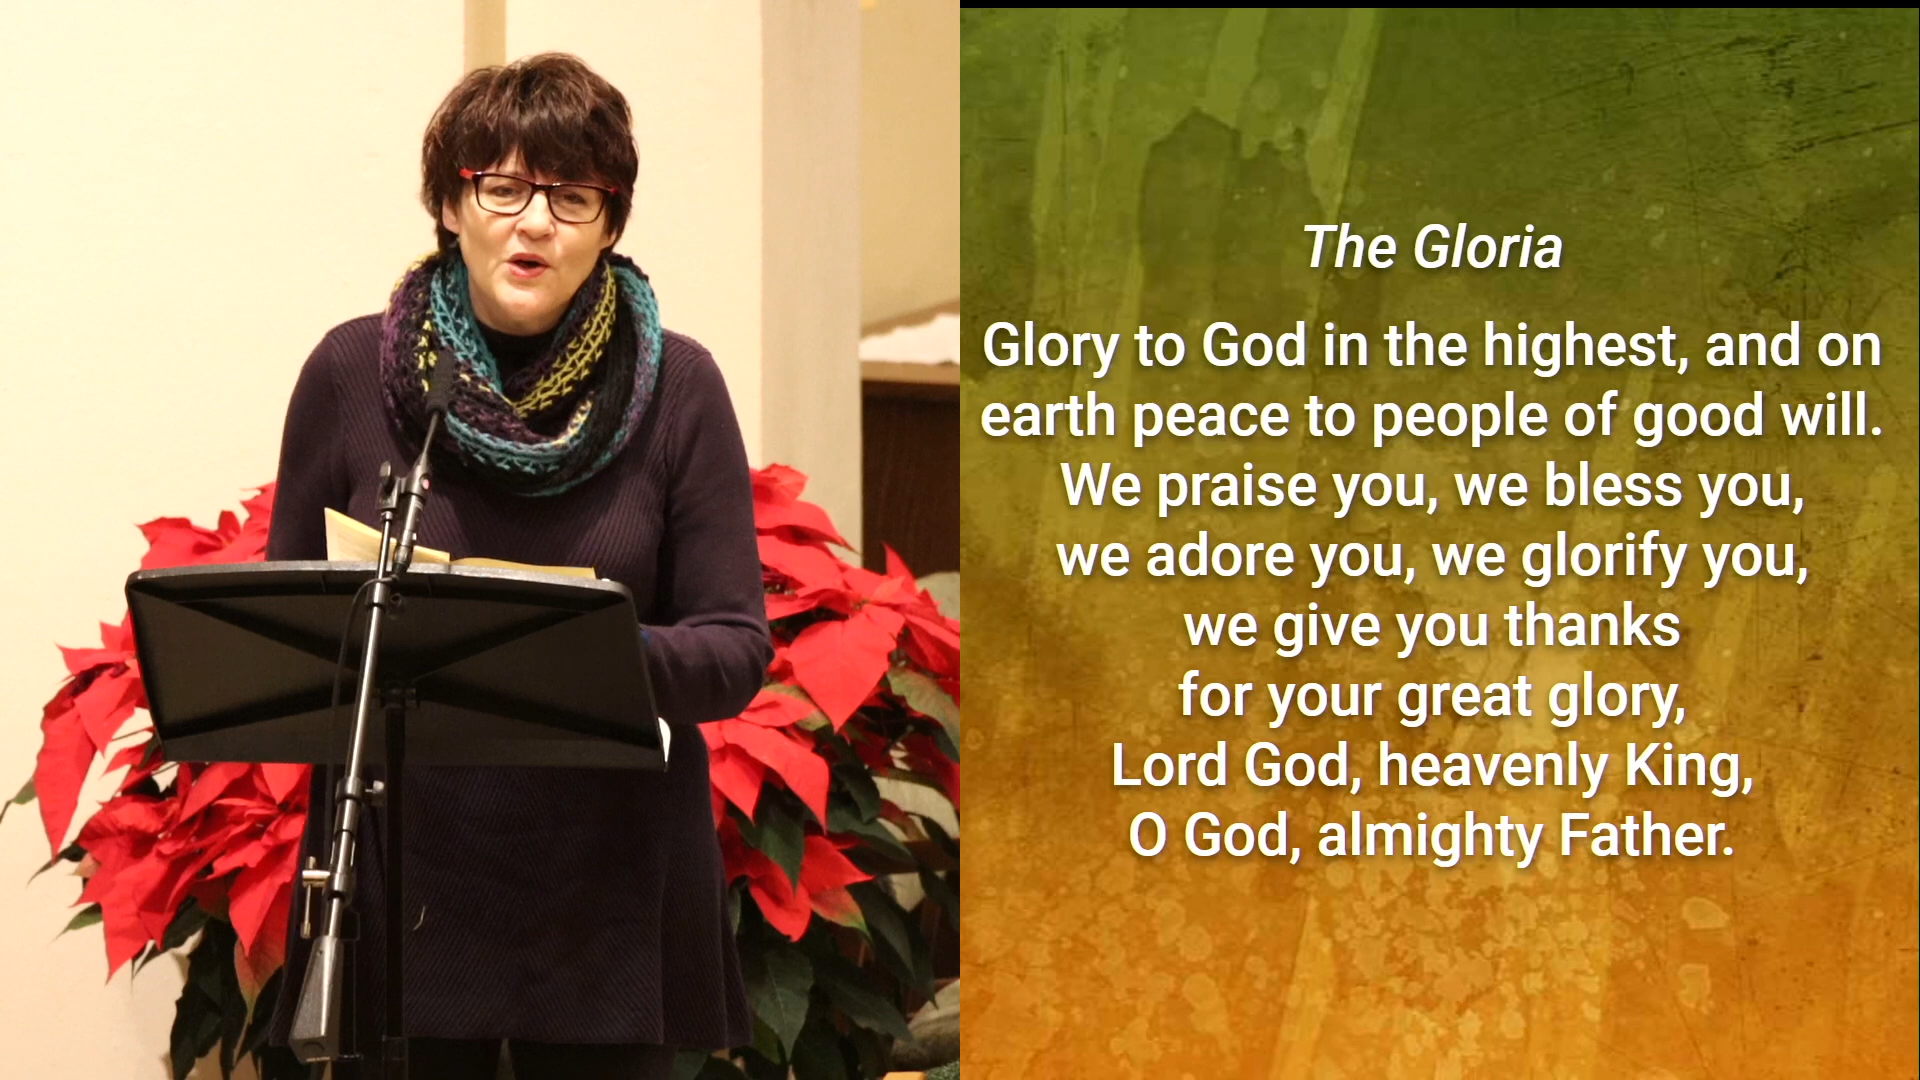 The Gloria
Glory to God in the highest, and on
earth peace to people of good will.
We praise you, we bless you,
we adore you, we glorify you,
we give you thanks
for your great glory,
Lord God, heavenly King,
O God, almighty Father.